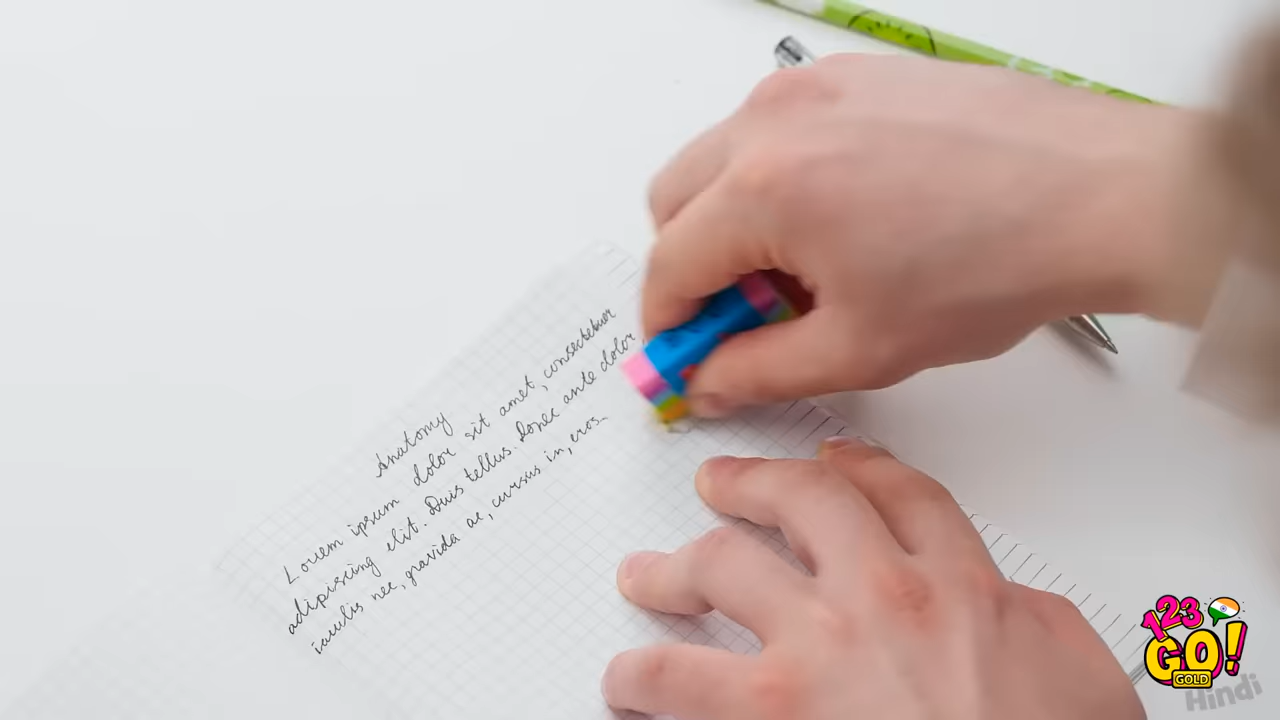 Anatomy
Lorem ipsum dolor sit amet, consectetuer
adipiscing elit. Duis tellus. Donec ante dolor
iaculis nec, gravida ac, cursus in, eros.
123
GO!
GOLD
Hindi